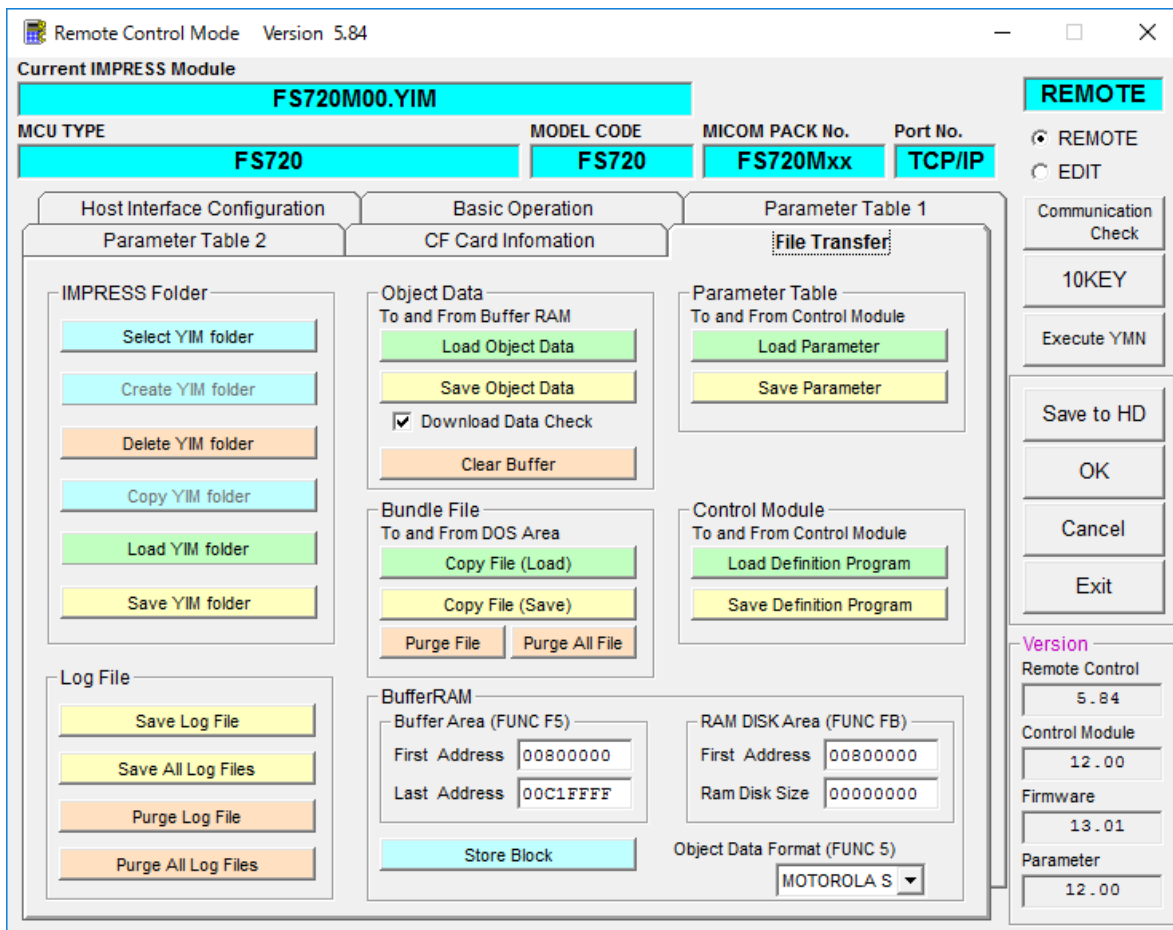 Remote Control Mode Version 5.84
Current IMPRESS Module
FS720M00.YIM
REMOTE
MCU TYPE
MODEL CODE
MICOM PACK No.
Port No.
FS720
FS720
FS720Mxx
TCP/IP
REMOTE
EDIT
Host Interface Configuration
Basic Operation
Parameter Table 1
Parameter Table 2
CF Card Infomation
File Transfer
Communication
Check
10KEY
Execute YMN
Save to HD
OK
Cancel
Exit
IMPRESS Folder
Select YIM folder
Create YIM folder
Delete YIM folder
Copy YIM folder
Load YIM folder
Save YIM folder
Object Data
To and From Buffer RAM
Load Object Data
Save Object Data
Download Data Check
Clear Buffer
Parameter Table
To and From Control Module
Load Parameter
Save Parameter
Bundle File
To and From DOS Area
Copy File (Load)
Copy File (Save)
Purge File
Purge All File
Control Module
To and From Control Module
Load Definition Program
Save Definition Program
Log File
Save Log File
Save All Log Files
Purge Log File
Purge All Log Files
BufferRAM
Buffer Area (FUNC F5)
First Address 00800000
Last Address 00C1FFFF
RAM DISK Area (FUNC FB)
First Address 00800000
Ram Disk Size 00000000
Store Block
Object Data Format (FUNC 5)
MOTOROLA S
Version
Remote Control
5.84
Control Module
12.00
Firmware
13.01
Parameter
12.00